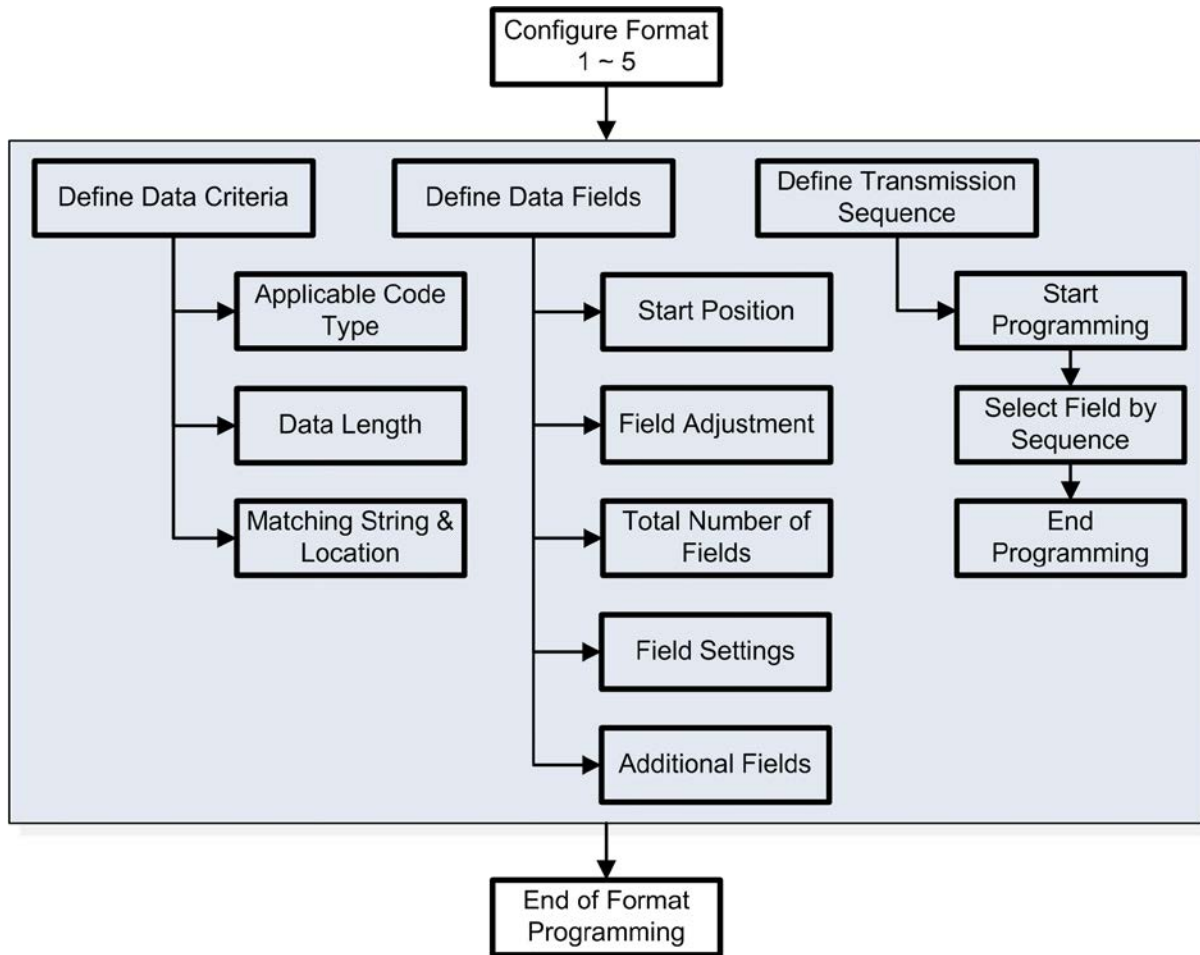 Configure Format
1 ~ 5
Define Data Criteria
Applicable Code
Type
Data Length
Matching String &
Location
Define Data Fields
Start Position
Field Adjustment
Total Number of
Fields
Field Settings
Additional Fields
Define Transmission
Sequence
Start
Programming
Select Field by
Sequence
End
Programming
End of Format
Programming